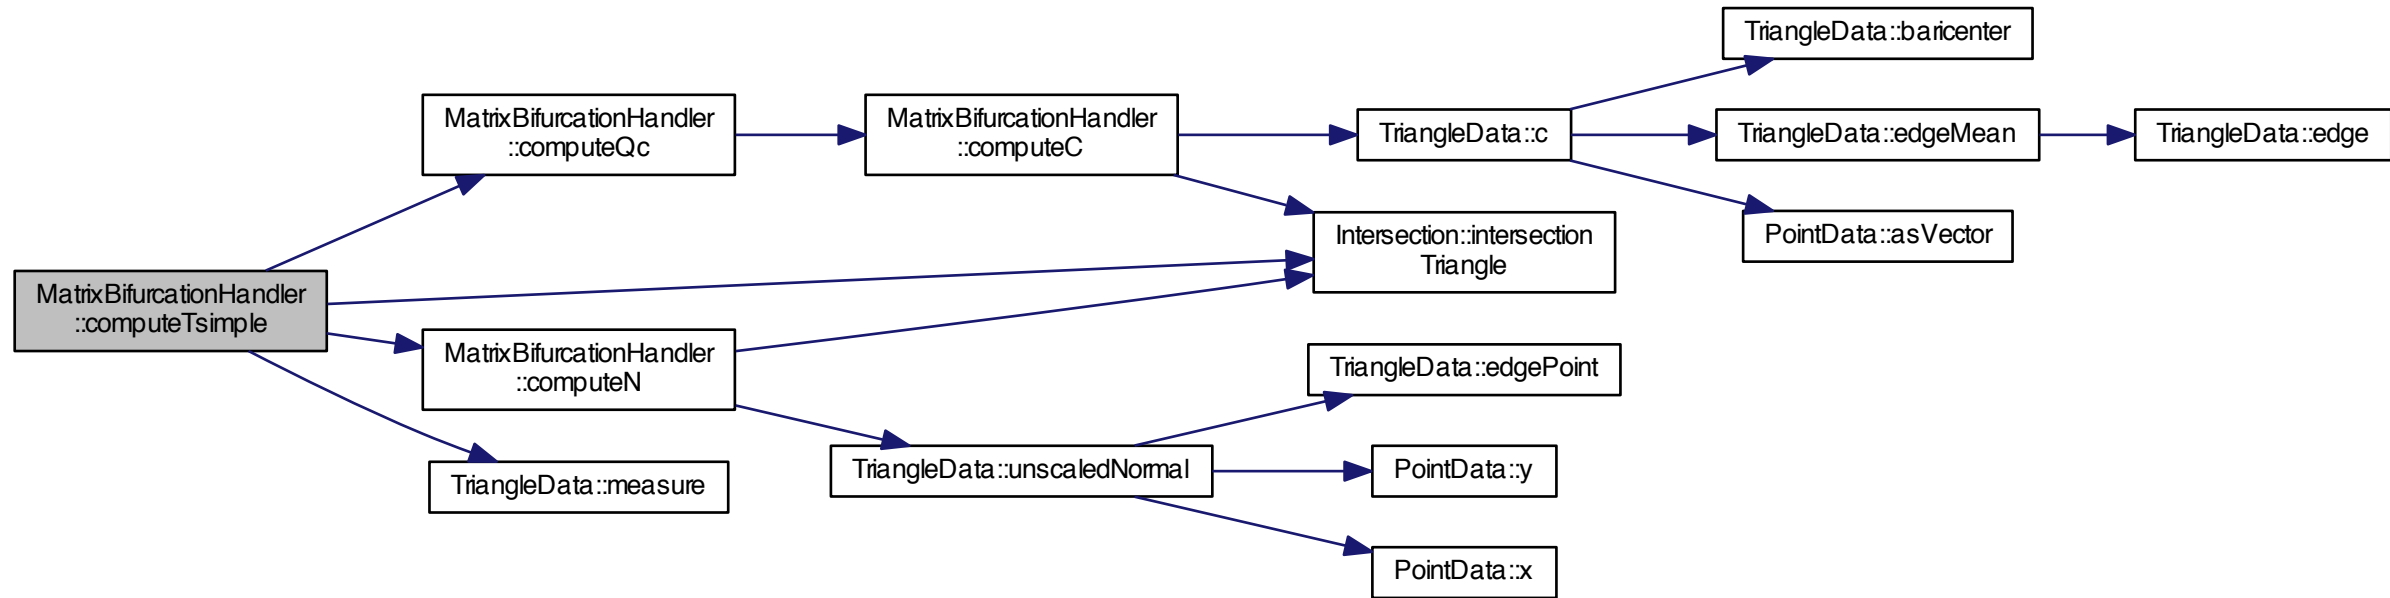 MatrixBifurcationHandler
::computeTsimple
MatrixBifurcationHandler
::computeQc
MatrixBifurcationHandler
::computeC
TriangleData::c
TriangleData::baricenter
TriangleData::edgeMean
TriangleData::edge
PointData::asVector
Intersection::intersection
Triangle
MatrixBifurcationHandler
::computeN
TriangleData::measure
TriangleData::unscaledNormal
TriangleData::edgePoint
PointData::y
PointData::x